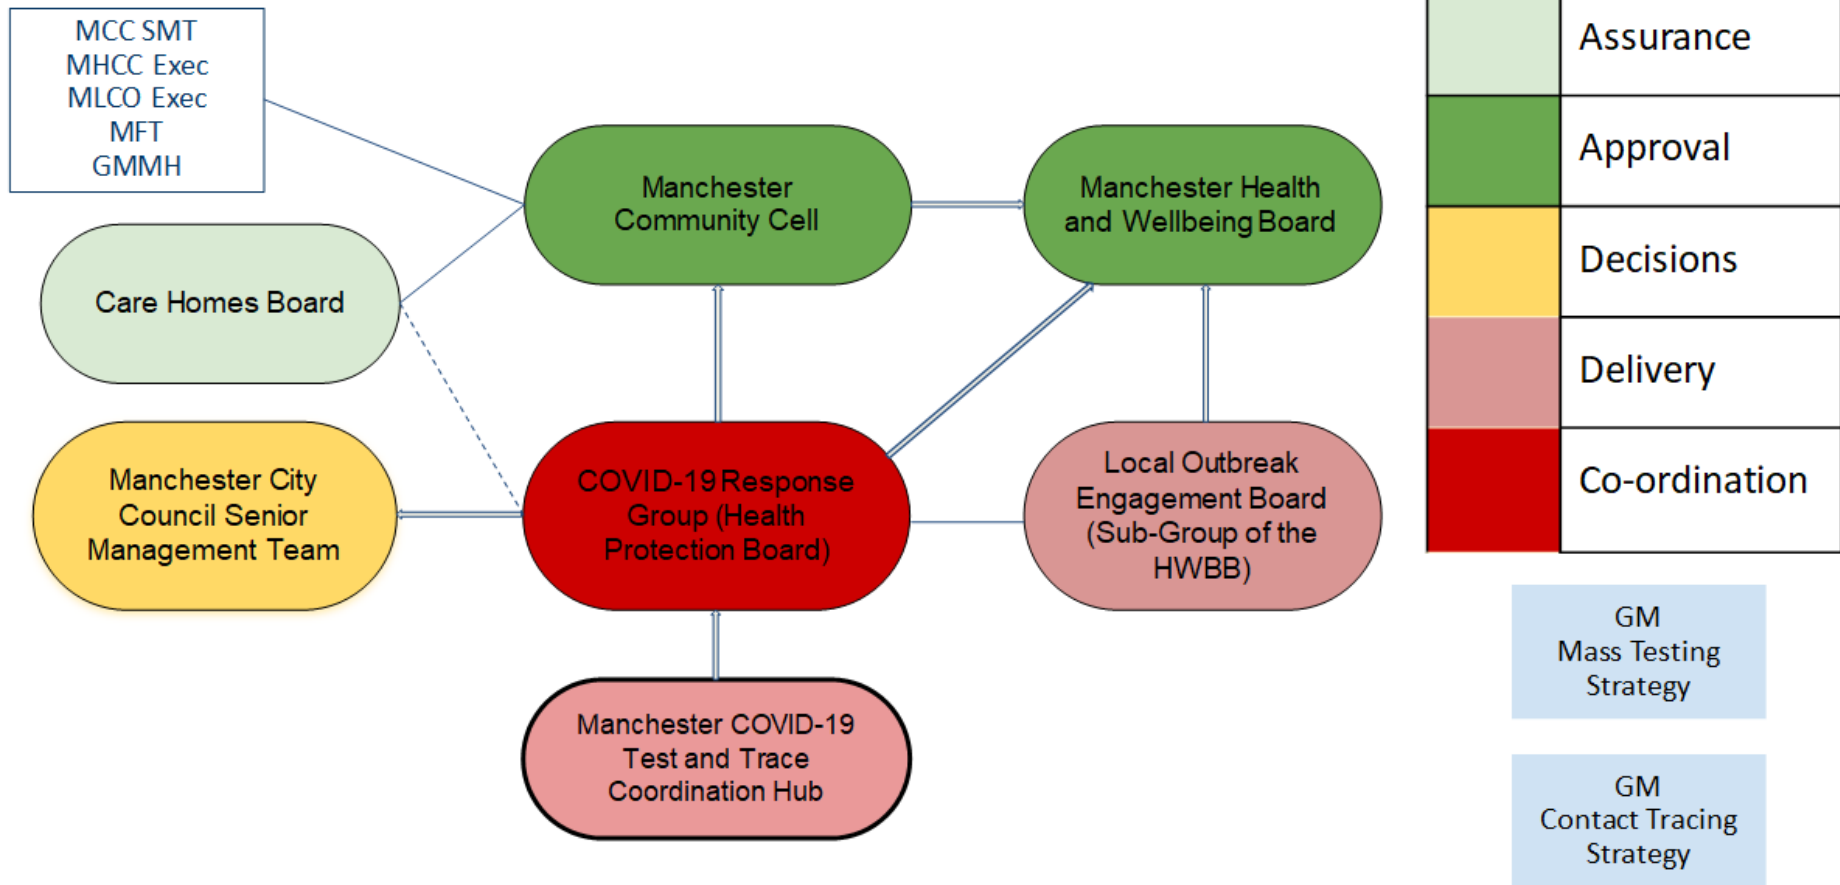 MCC SMT
MHCC Exec
MLCO Exec
MFT
GMMH
Manchester
Community Cell
Manchester Health
and Wellbeing Board
Care Homes Board
Manchester City
Council Senior
Management Team
COVID-19 Response
Group (Health
Protection Board)
Local Outbreak
Engagement Board
(Sub-Group of the
HWBB)
Manchester COVID-19
Test and Trace
Coordination Hub
Assurance
Approval
Decisions
Delivery
Co-ordination
GM
Mass Testing
Strategy
GM
Contact Tracing
Strategy